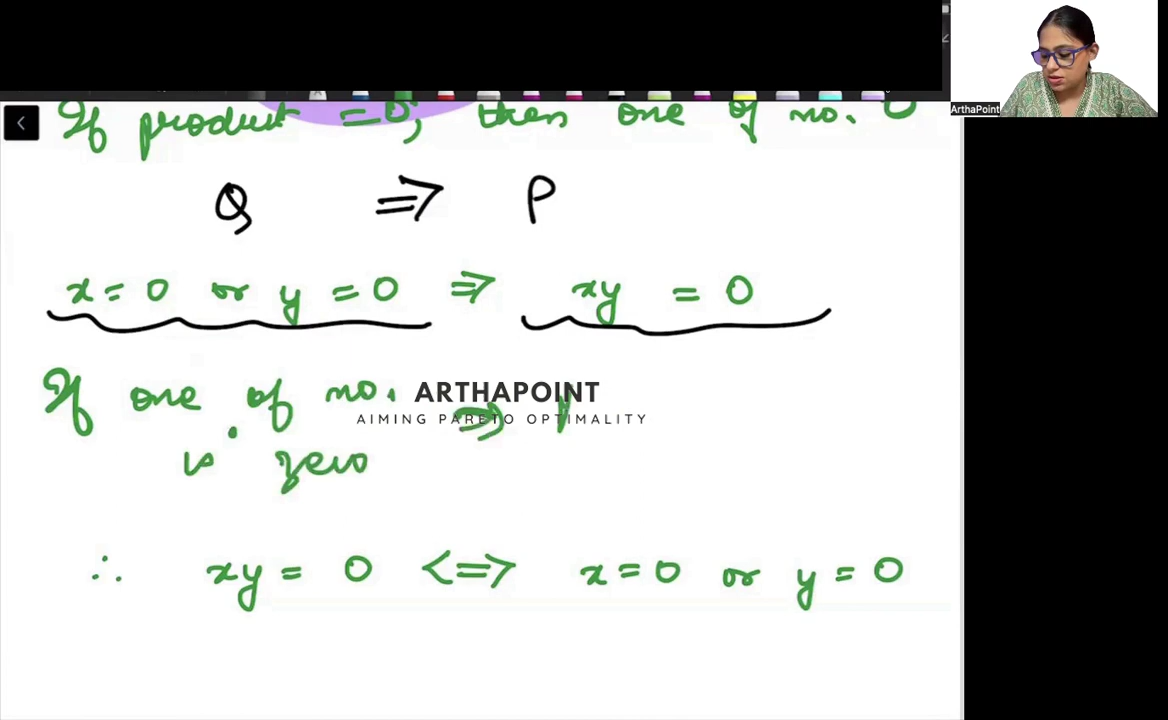 ArthaPoint
If product = 0, then one of no. 0
Q ⇒ P
x = 0 or y = 0 ⇒ xy = 0
If one of no. ⇒
is zero
ARTHAPOINT
AIMING PARETO OPTIMALITY
∴ xy = 0 <=> x = 0 or y = 0